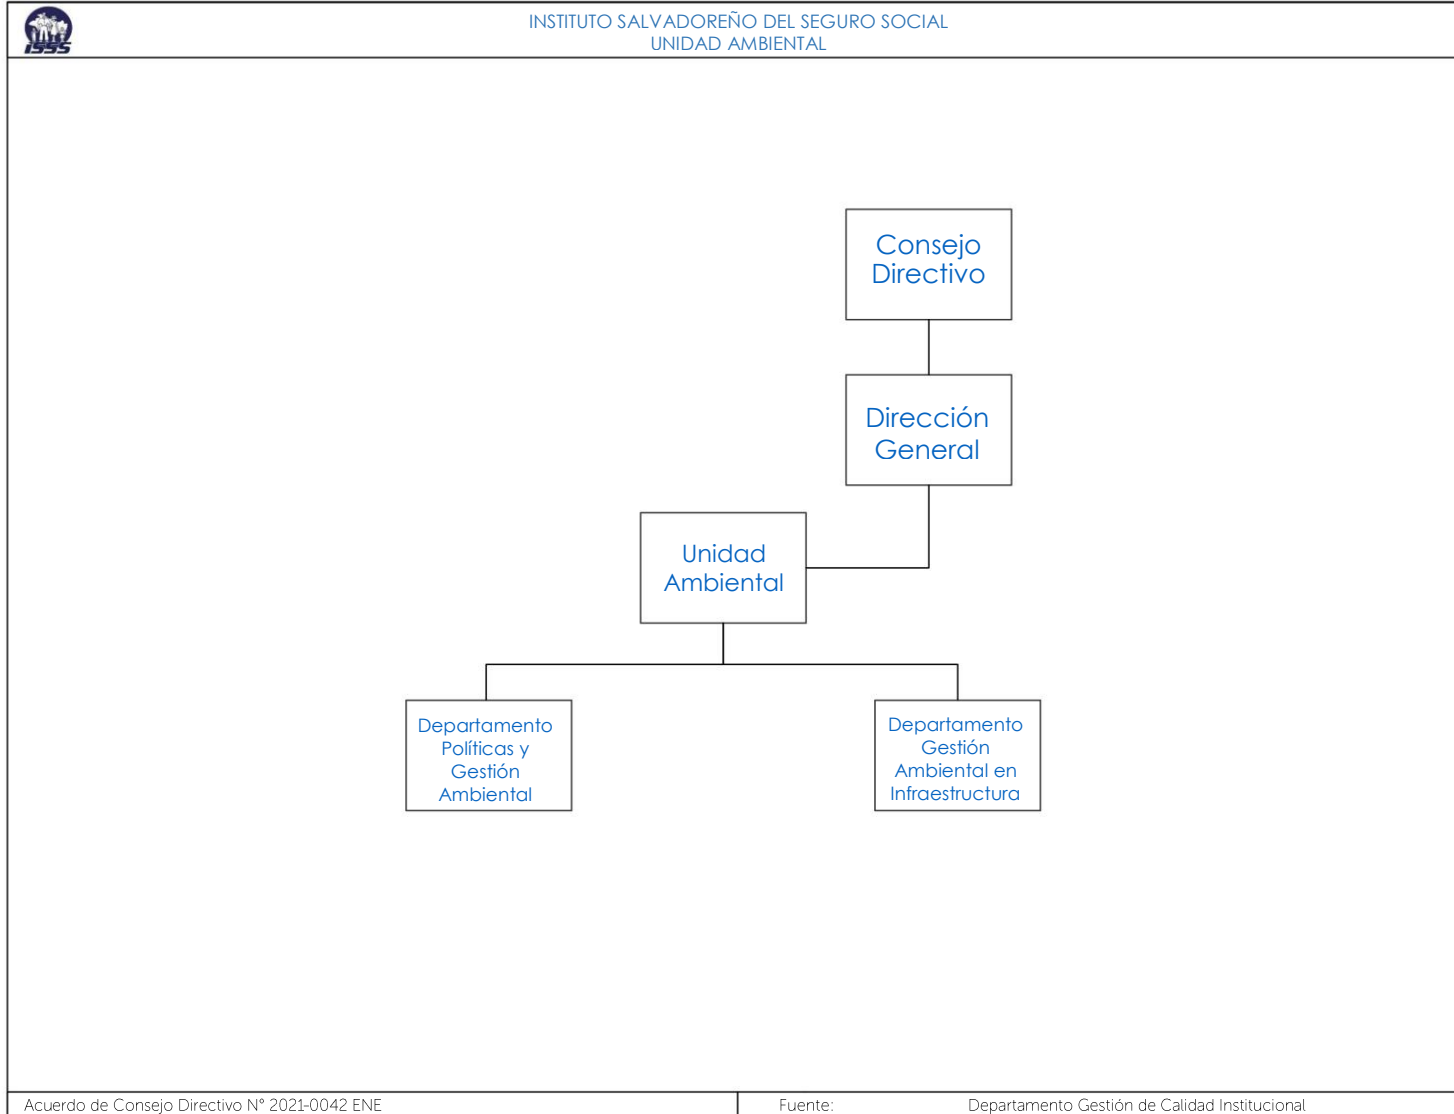 ISSS
INSTITUTO SALVADOREÑO DEL SEGURO SOCIAL
UNIDAD AMBIENTAL
Consejo
Directivo
Dirección
General
Unidad
Ambiental
Departamento
Políticas y
Gestión
Ambiental
Departamento
Gestión
Ambiental en
Infraestructura
Acuerdo de Consejo Directivo N° 2021-0042 ENE
Fuente: Departamento Gestión de Calidad Institucional